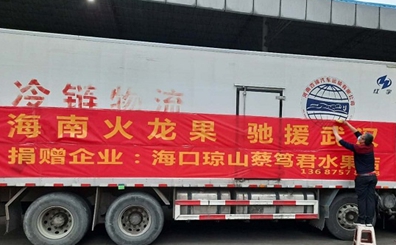 冷链物流
海南火龙果 驰援武
捐赠企业：海口琼山蔡笃君水果